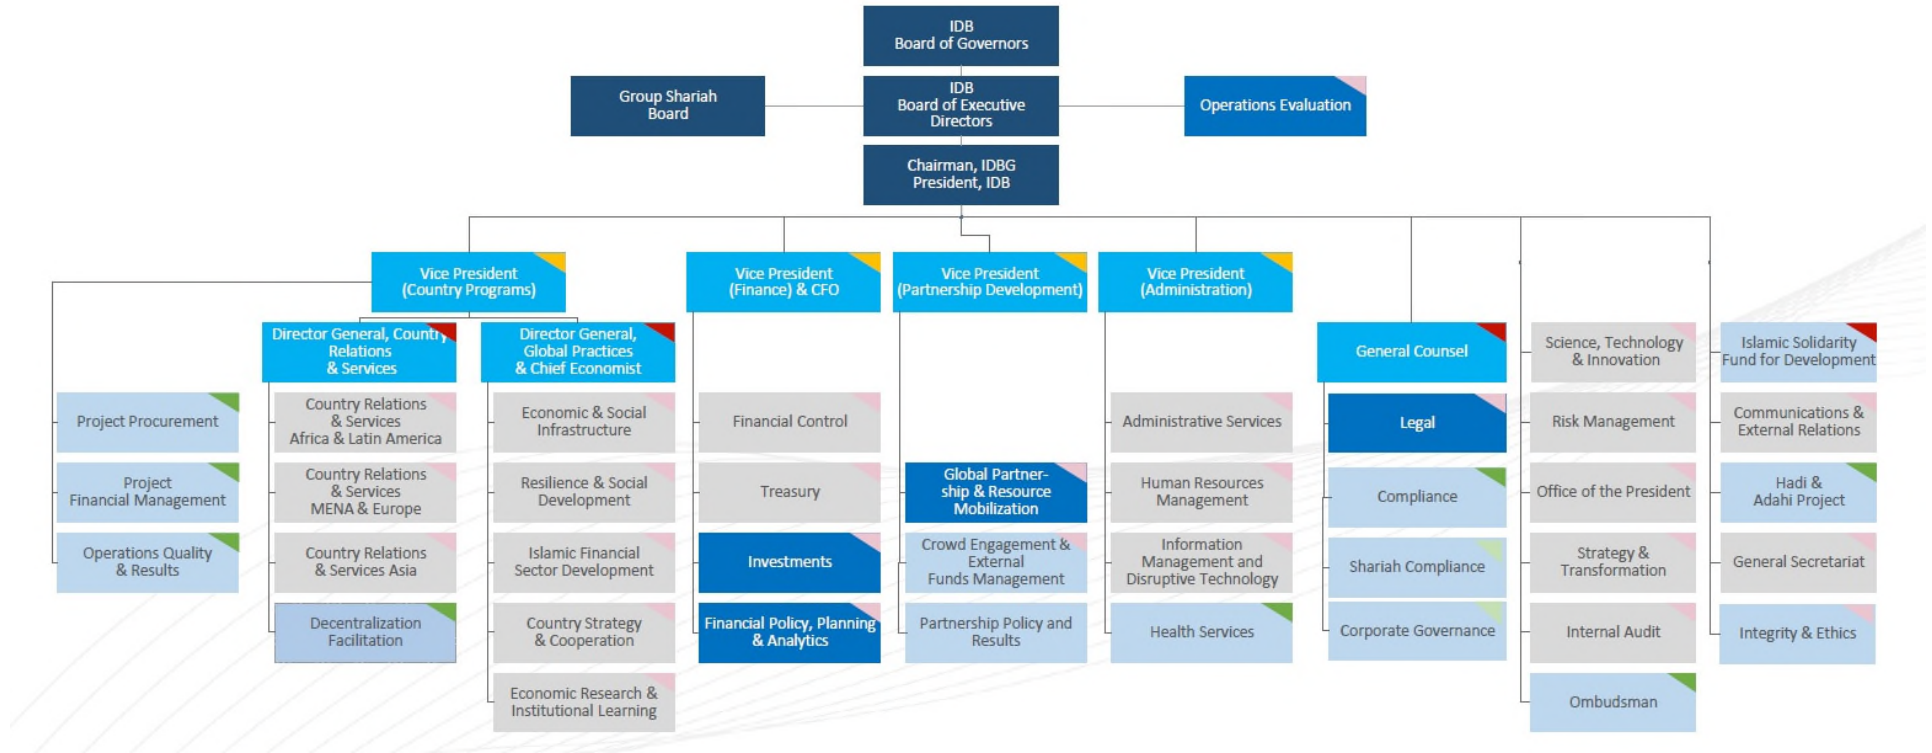 IDB
Board of Governors
Group Shariah
Board
IDB
Board of Executive
Directors
Operations Evaluation
Chairman, IDBG
President, IDB
Vice President
(Country Programs)
Vice President
(Finance) & CFO
Vice President
(Partnership Development)
Vice President
(Administration)
Director General, Country
Relations
& Services
Director General,
Global Practices
& Chief Economist
General Counsel
Science, Technology
& Innovation
Islamic Solidarity
Fund for Development
Project Procurement
Project
Financial Management
Operations Quality
& Results
Country Relations
& Services
Africa & Latin America
Country Relations
& Services
MENA & Europe
Country Relations
& Services Asia
Decentralization
Facilitation
Economic & Social
Infrastructure
Resilience & Social
Development
Islamic Financial
Sector Development
Country Strategy
& Cooperation
Economic Research &
Institutional Learning
Financial Control
Treasury
Investments
Financial Policy, Planning
& Analytics
Global Partner-
ship & Resource
Mobilization
Crowd Engagement &
External
Funds Management
Partnership Policy and
Results
Administrative Services
Human Resources
Management
Information
Management and
Disruptive Technology
Health Services
Legal
Compliance
Shariah Compliance
Corporate Governance
Risk Management
Office of the President
Strategy &
Transformation
Internal Audit
Ombudsman
Communications &
External Relations
Hadi &
Adahi Project
General Secretariat
Integrity & Ethics